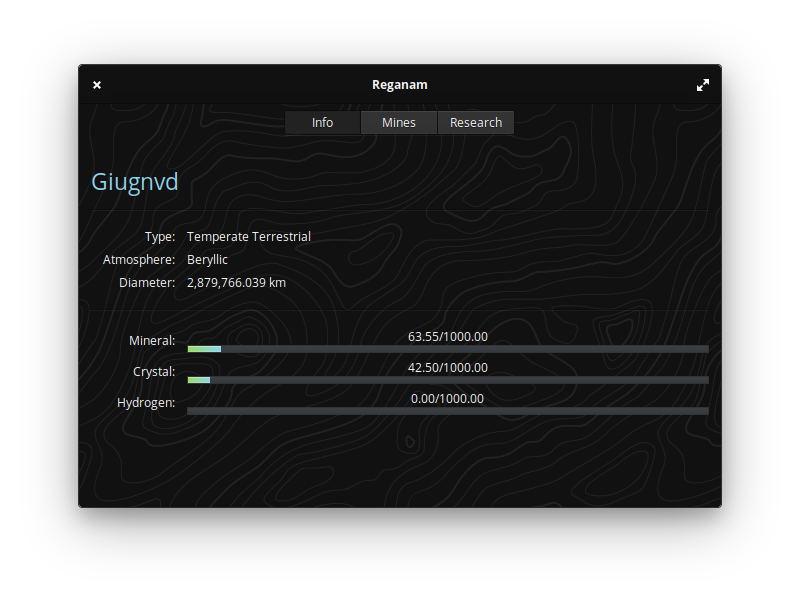 Reganam
Info Mines Research
Giugnvd
Type: Temperate Terrestrial
Atmosphere: Beryllic
Diameter: 2,879,766.039 km
Mineral: 63.55/1000.00
Crystal: 42.50/1000.00
Hydrogen: 0.00/1000.00